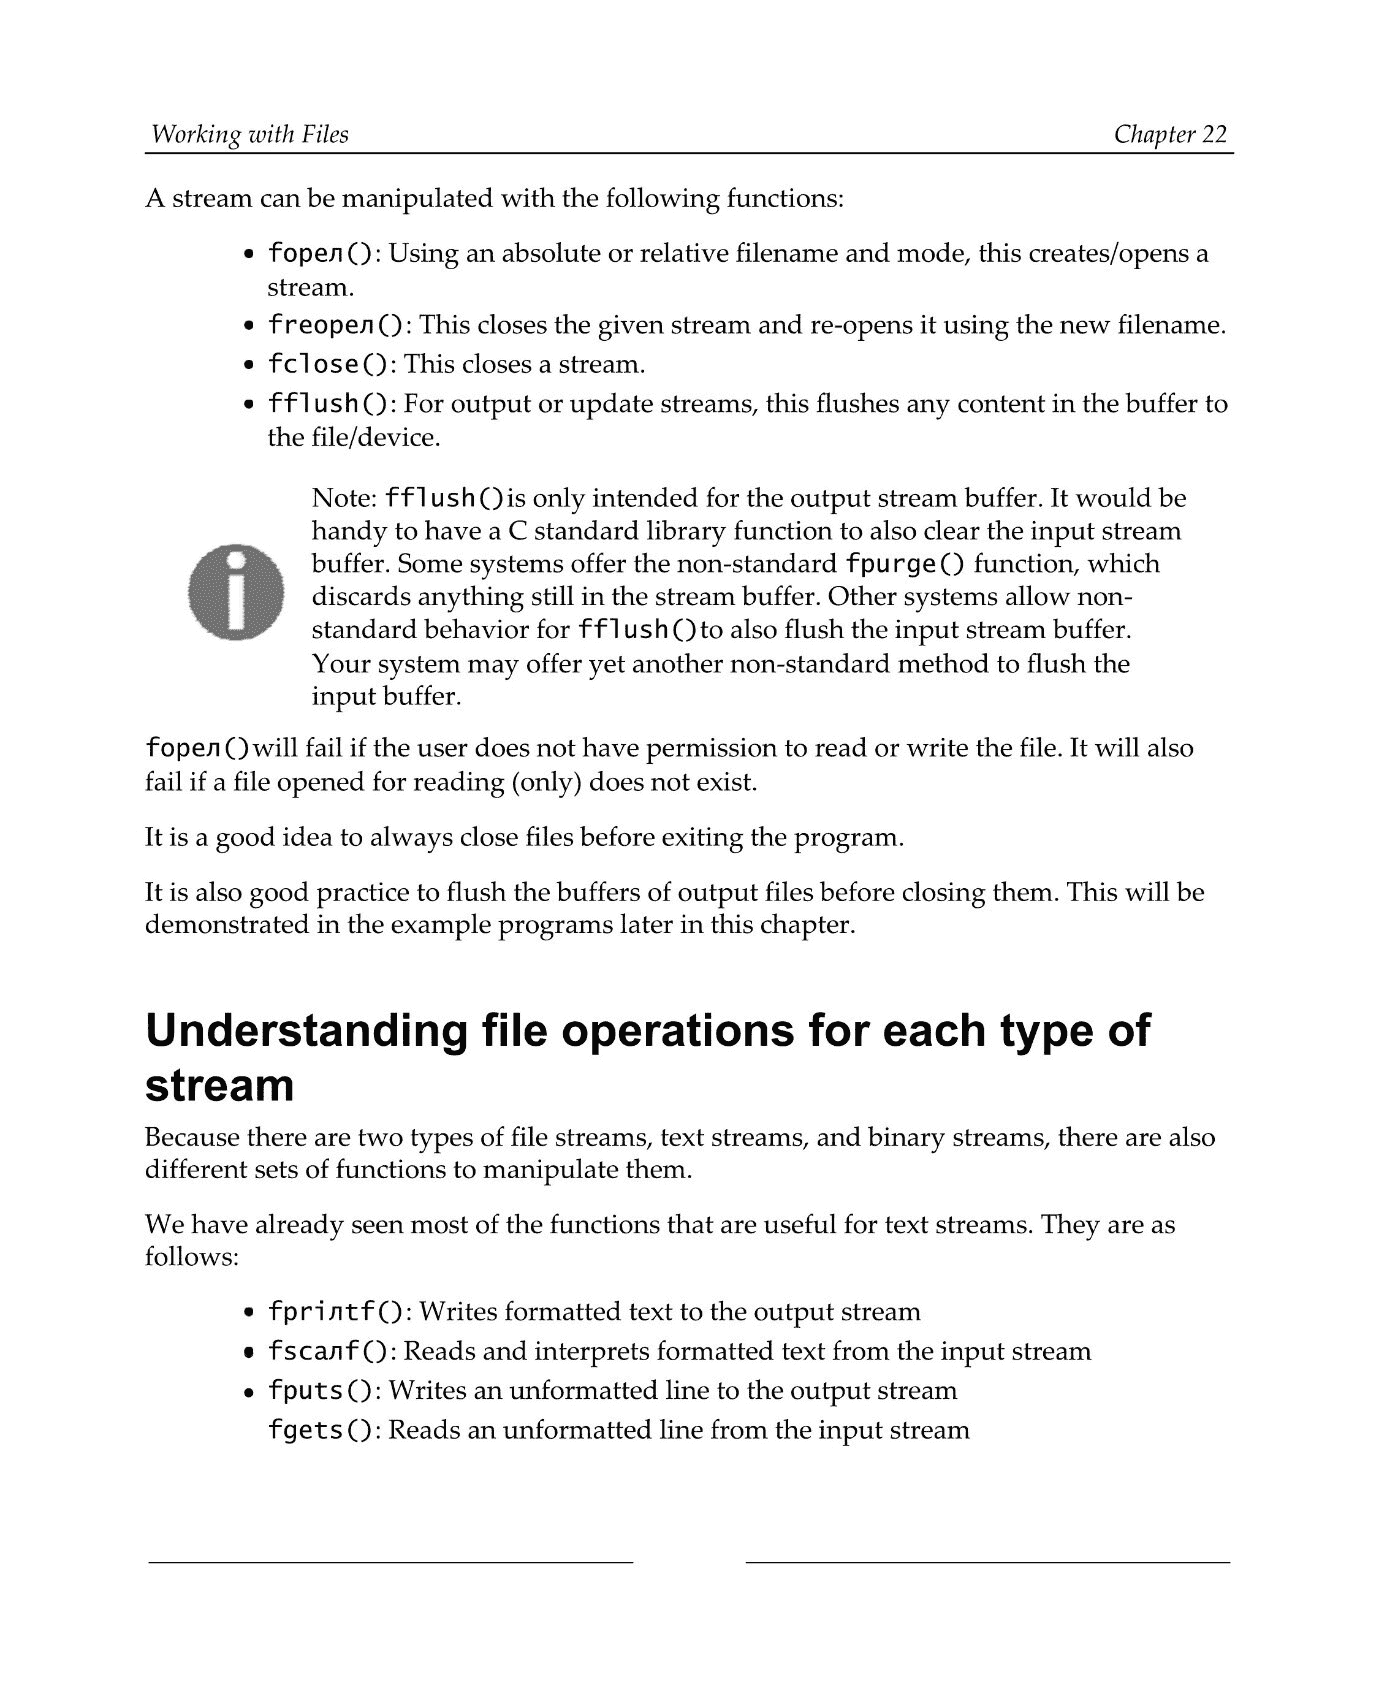 Working with Files
Chapter 22
A stream can be manipulated with the following functions:
• fopeл(): Using an absolute or relative filename and mode, this creates/opens a
stream.
• freopeл(): This closes the given stream and re-opens it using the new filename.
• fclose(): This closes a stream.
• fflush(): For output or update streams, this flushes any content in the buffer to
the file/device.
Note: fflush()is only intended for the output stream buffer. It would be
handy to have a C standard library function to also clear the input stream
buffer. Some systems offer the non-standard fpurge() function, which
discards anything still in the stream buffer. Other systems allow non-
standard behavior for fflush()to also flush the input stream buffer.
Your system may offer yet another non-standard method to flush the
input buffer.
fopeл()will fail if the user does not have permission to read or write the file. It will also
fail if a file opened for reading (only) does not exist.
It is a good idea to always close files before exiting the program.
It is also good practice to flush the buffers of output files before closing them. This will be
demonstrated in the example programs later in this chapter.
Understanding file operations for each type of
stream
Because there are two types of file streams, text streams, and binary streams, there are also
different sets of functions to manipulate them.
We have already seen most of the functions that are useful for text streams. They are as
follows:
• fpriлtf(): Writes formatted text to the output stream
• fscaлf(): Reads and interprets formatted text from the input stream
• fputs(): Writes an unformatted line to the output stream
fgets(): Reads an unformatted line from the input stream